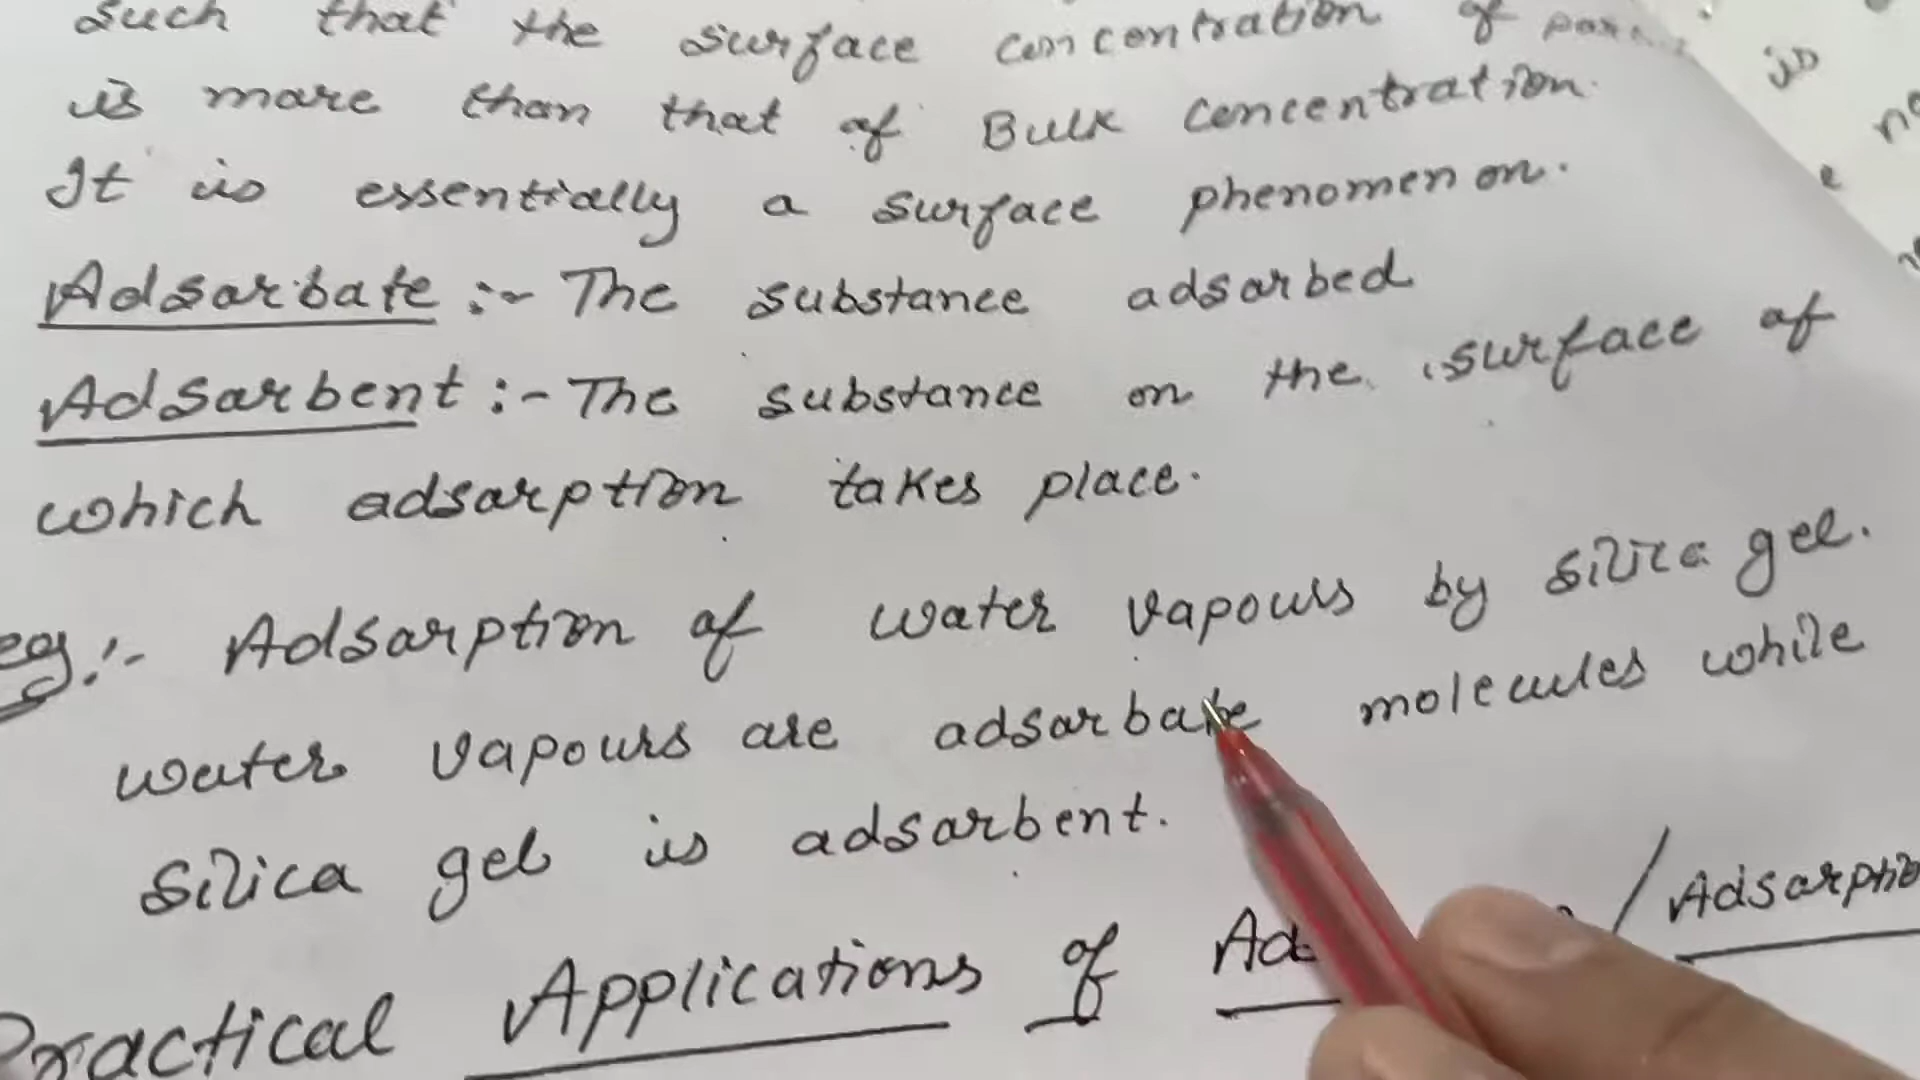 such that the surface concentration of
is more than that of Bulk concentration.
It is essentially a surface phenomenon.
Adsorbate :- The substance adsorbed
Adsorbent :- The substance on the surface of
which adsorption takes place.
eg:- Adsorption of water vapours by silica gel.
water vapours are adsorbate molecules while
silica gel is adsorbent.
Practical Applications of Ad / Adsorptio